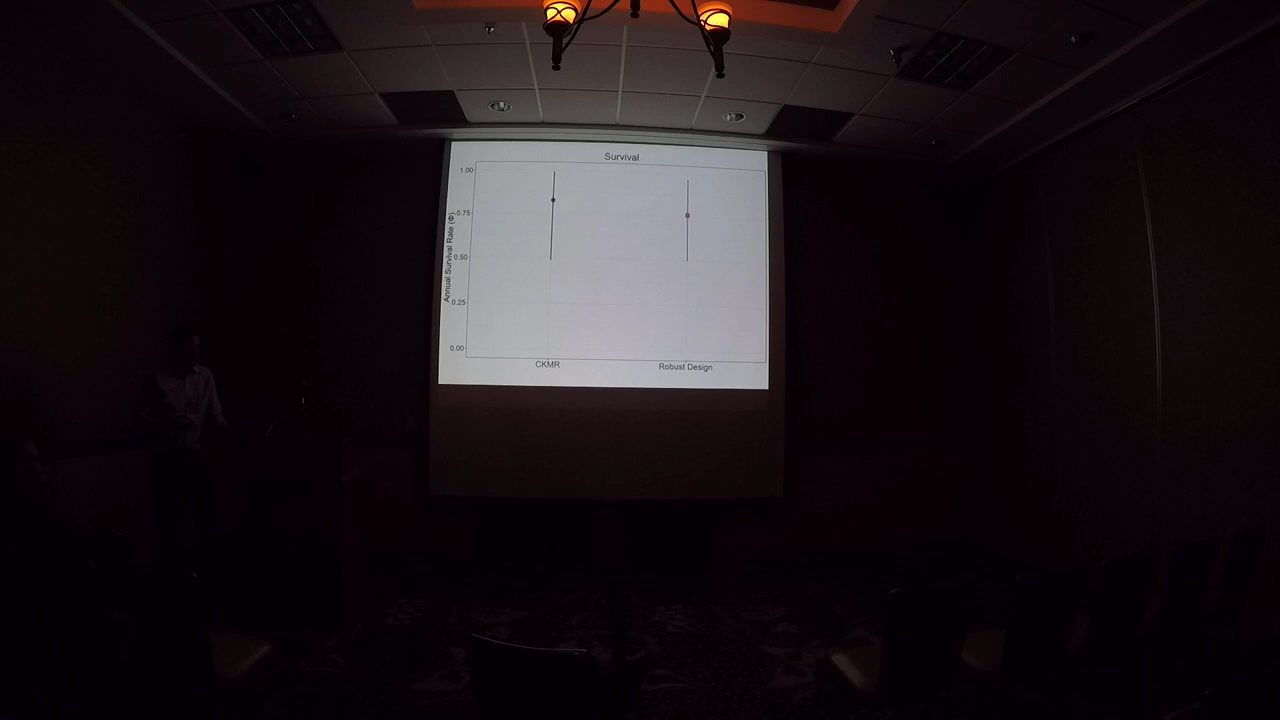 Survival
Annual Survival Rate (Φ)
1.00
0.75
0.50
0.25
0.00
CKMR
Robust Design